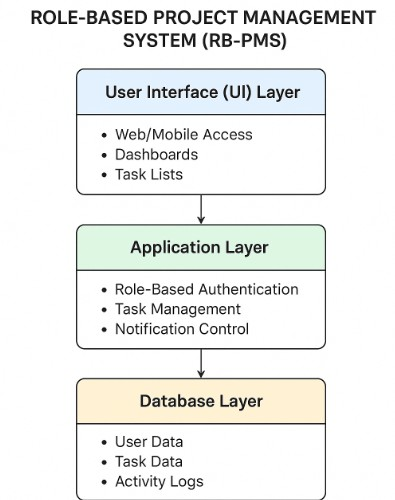 ROLE-BASED PROJECT MANAGEMENT
SYSTEM (RB-PMS)
User Interface (UI) Layer
• Web/Mobile Access
• Dashboards
• Task Lists
Application Layer
• Role-Based Authentication
• Task Management
• Notification Control
Database Layer
• User Data
• Task Data
• Activity Logs